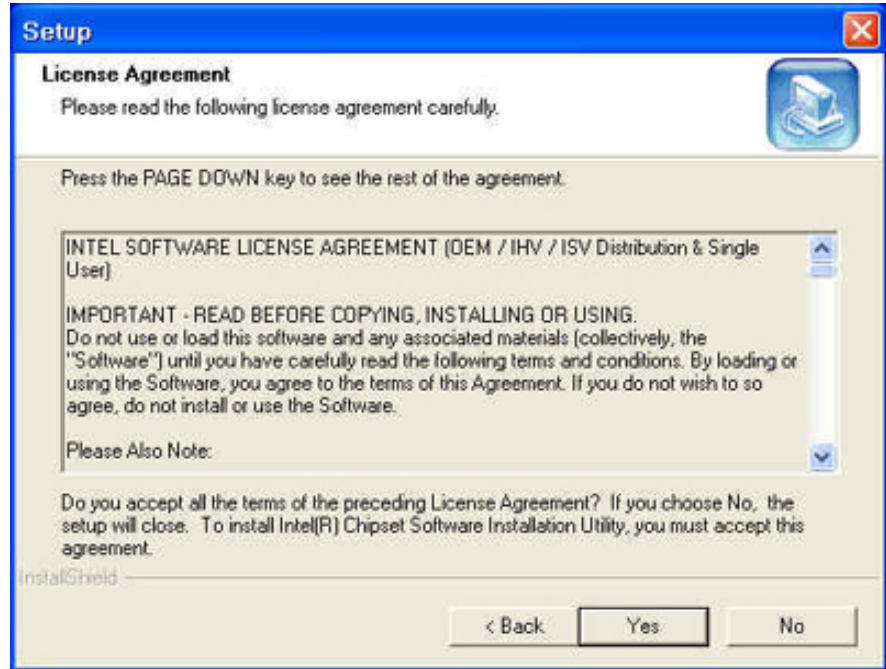 Setup
License Agreement
Please read the following license agreement carefully.
Press the PAGE DOWN key to see the rest of the agreement.
INTEL SOFTWARE LICENSE AGREEMENT (OEM / IHV / ISV Distribution & Single
User)
IMPORTANT - READ BEFORE COPYING, INSTALLING OR USING.
Do not use or load this software and any associated materials (collectively, the
"Software") until you have carefully read the following terms and conditions. By loading or
using the Software, you agree to the terms of this Agreement. If you do not wish to so
agree, do not install or use the Software.
Please Also Note:
Do you accept all the terms of the preceding License Agreement?  If you choose No,  the
setup will close.  To install Intel(R) Chipset Software Installation Utility, you must accept this
agreement.
InstallShield
< Back Yes No